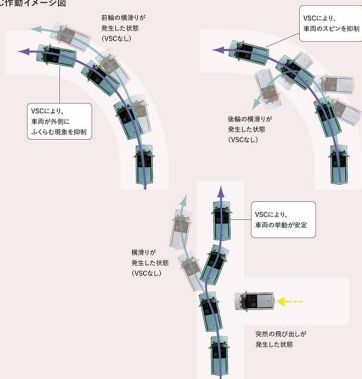 C作動イメージ図
前輪の横滑りが
発生した状態
(VSCなし)
VSCにより、
車両が外側に
ふくらむ現象を抑制
VSCにより、
車両のスピンを抑制
後輪の横滑りが
発生した状態
(VSCなし)
VSCにより、
車両の挙動が安定
横滑りが
発生した状態
(VSCなし)
突然の飛び出しが
発生した状態